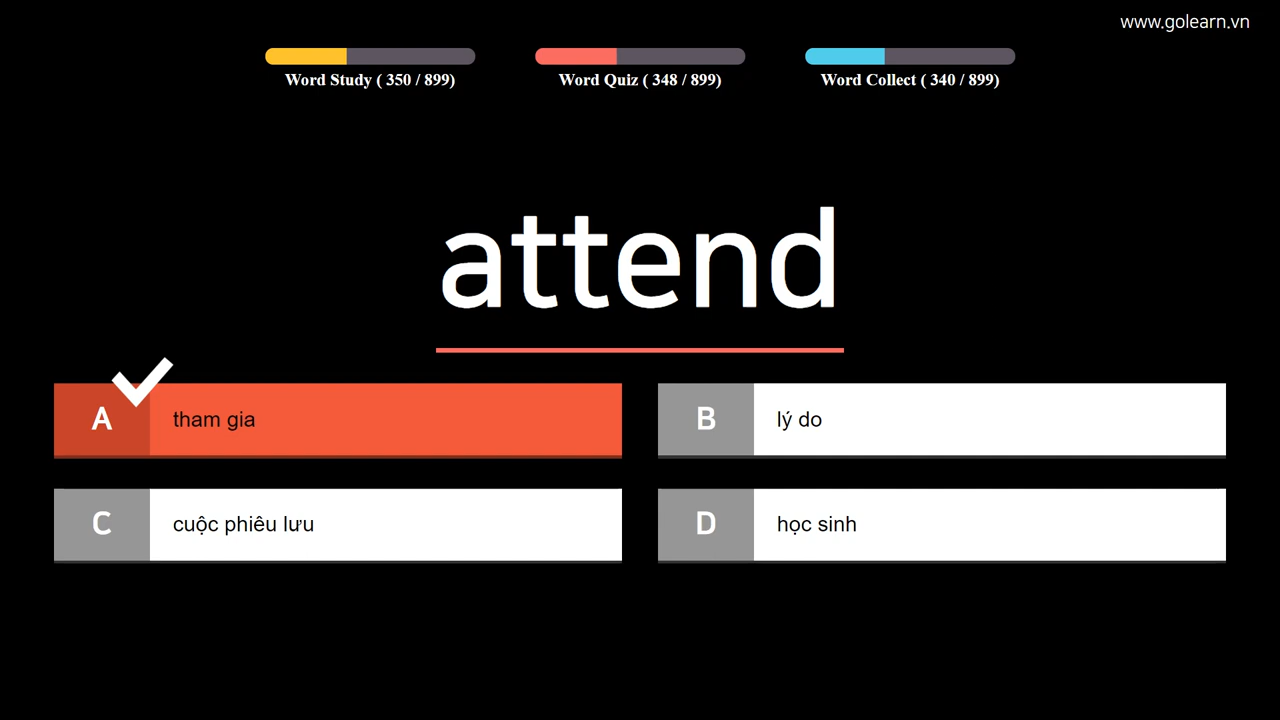 www.golearn.vn
Word Study ( 350 / 899)
Word Quiz ( 348 / 899)
Word Collect ( 340 / 899)
attend
A tham gia
B lý do
C cuộc phiêu lưu
D học sinh